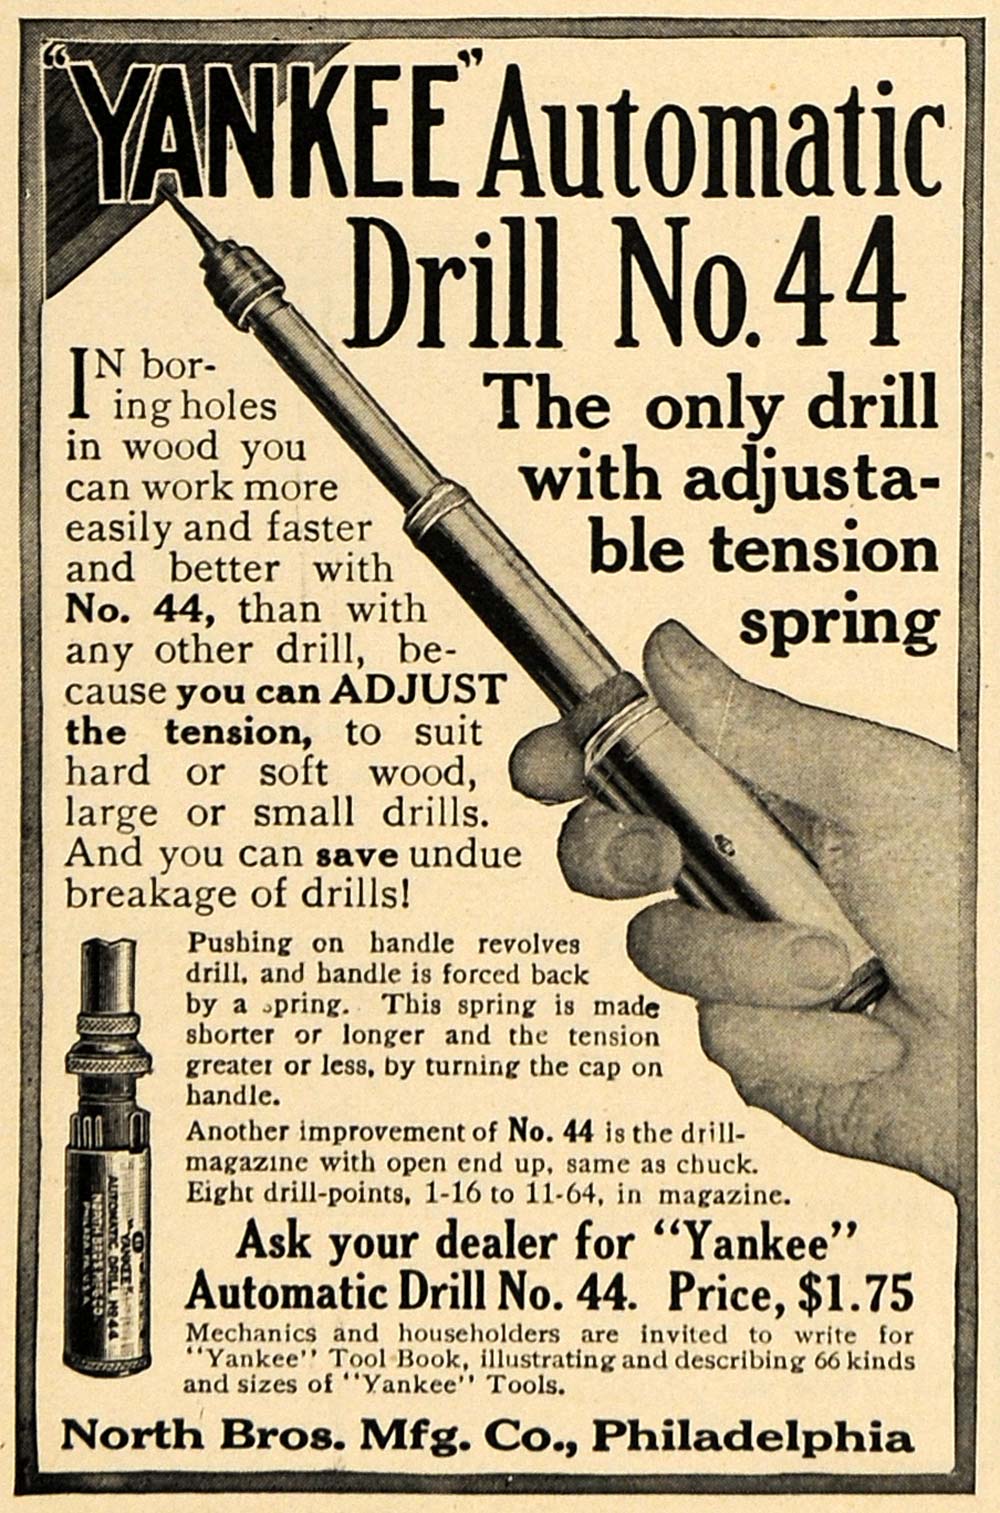 "YANKEE" Automatic
Drill No. 44
IN bor-
ing holes
in wood you
can work more
easily and faster
and better with
No. 44, than with
any other drill, be-
cause you can ADJUST
the tension, to suit
hard or soft wood,
large or small drills.
And you can save undue
breakage of drills!
The only drill
with adjusta-
ble tension
spring
Pushing on handle revolves
drill, and handle is forced back
by a spring. This spring is made
shorter or longer and the tension
greater or less, by turning the cap on
handle.
Another improvement of No. 44 is the drill-
magazine with open end up, same as chuck.
Eight drill-points, 1-16 to 11-64, in magazine.
"YANKEE"
AUTOMATIC DRILL No 44
Ask your dealer for "Yankee"
Automatic Drill No. 44. Price, $1.75
Mechanics and householders are invited to write for
"Yankee" Tool Book, illustrating and describing 66 kinds
and sizes of "Yankee" Tools.
North Bros. Mfg. Co., Philadelphia